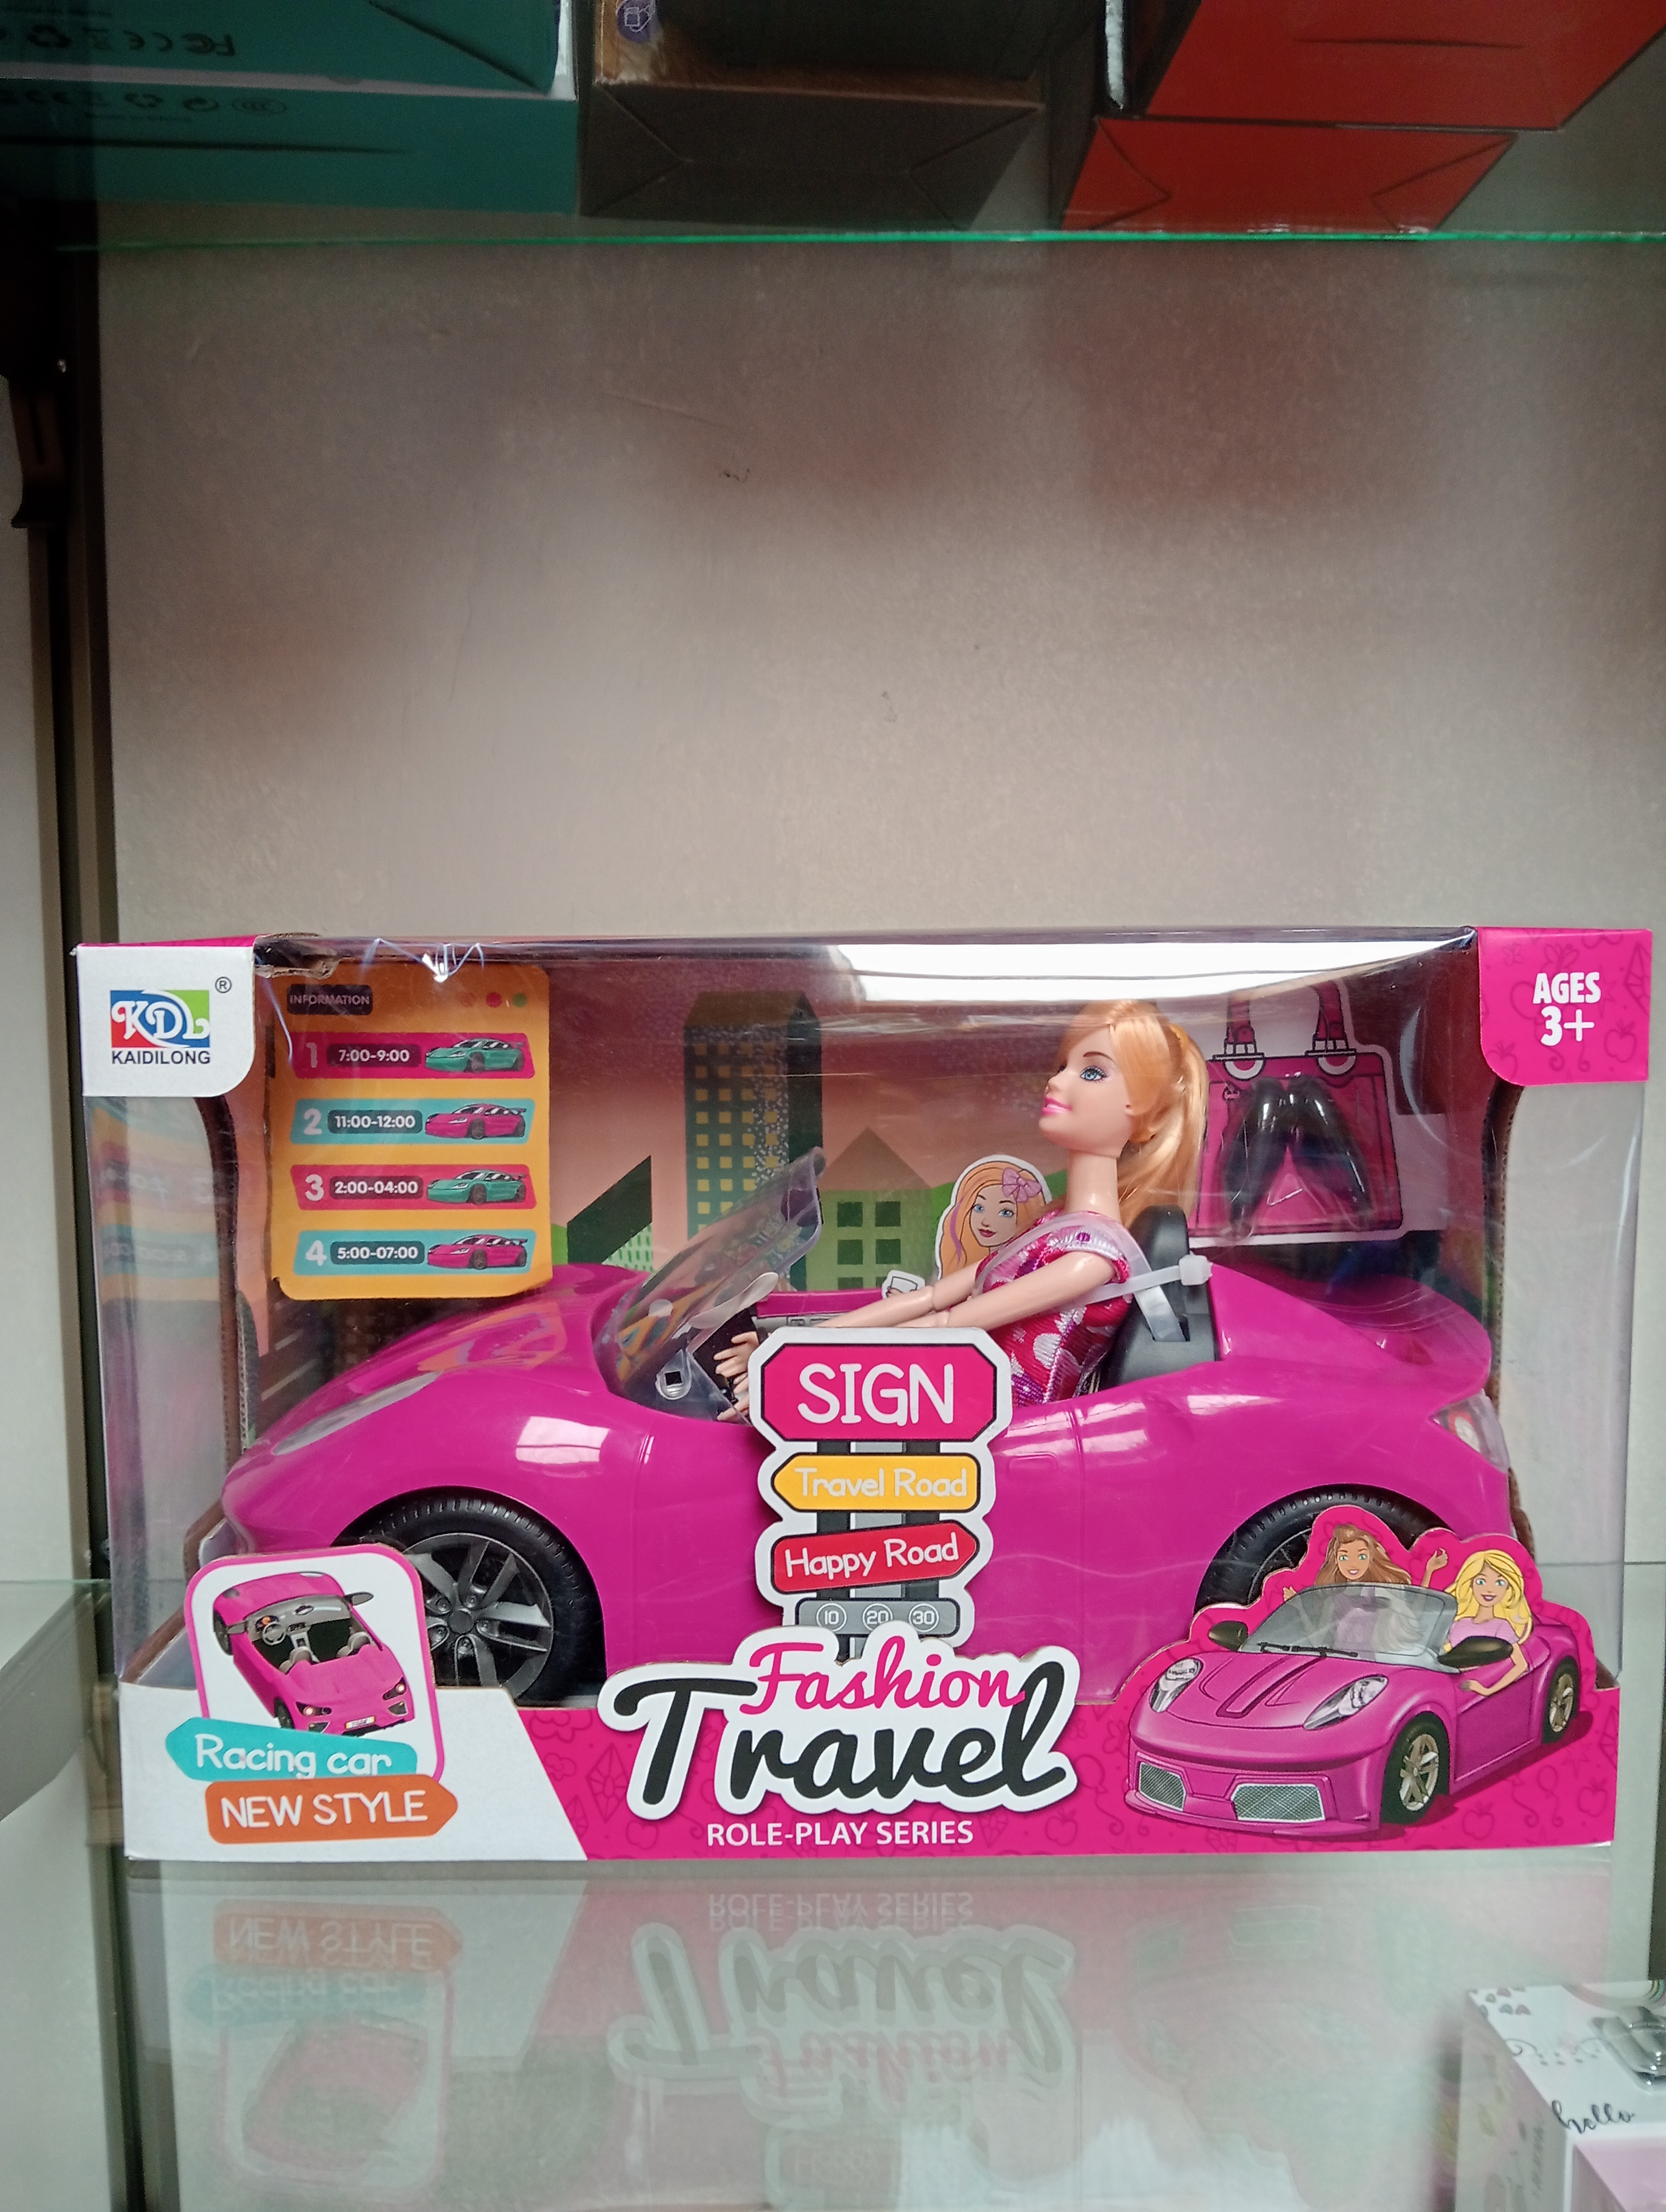 KDL
®
KAIDILONG
INFORMATION
1 7:00-9:00
2 11:00-12:00
3 2:00-04:00
4 5:00-07:00
AGES
3+
SIGN
Travel Road
Happy Road
10 20 30
Racing car
NEW STYLE
Fashion
Travel
ROLE-PLAY SERIES
hello